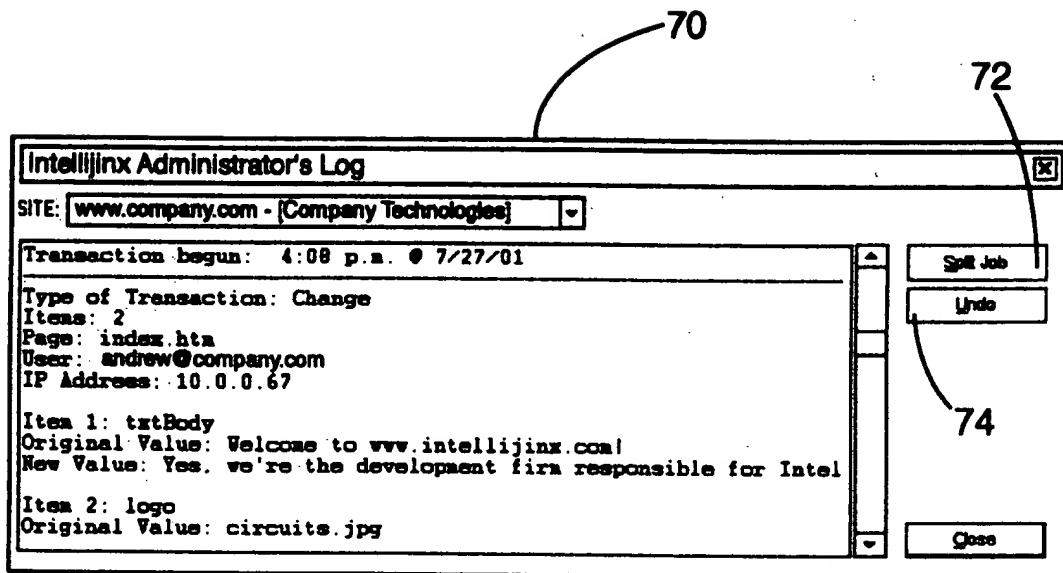 70
72
Intellijinx Administrator's Log
SITE: www.company.com - [Company Technologies]
Transaction begun: 4:08 p.m. @ 7/27/01
Split Job
Type of Transaction: Change
Undo
Items: 2
Page: index.htm
User: andrew@company.com
IP Address: 10.0.0.67
74
Item 1: txtBody
Original Value: Welcome to www.intellijinx.com!
New Value: Yes, we're the development firm responsible for Intel
Item 2: logo
Original Value: circuits.jpg
Close